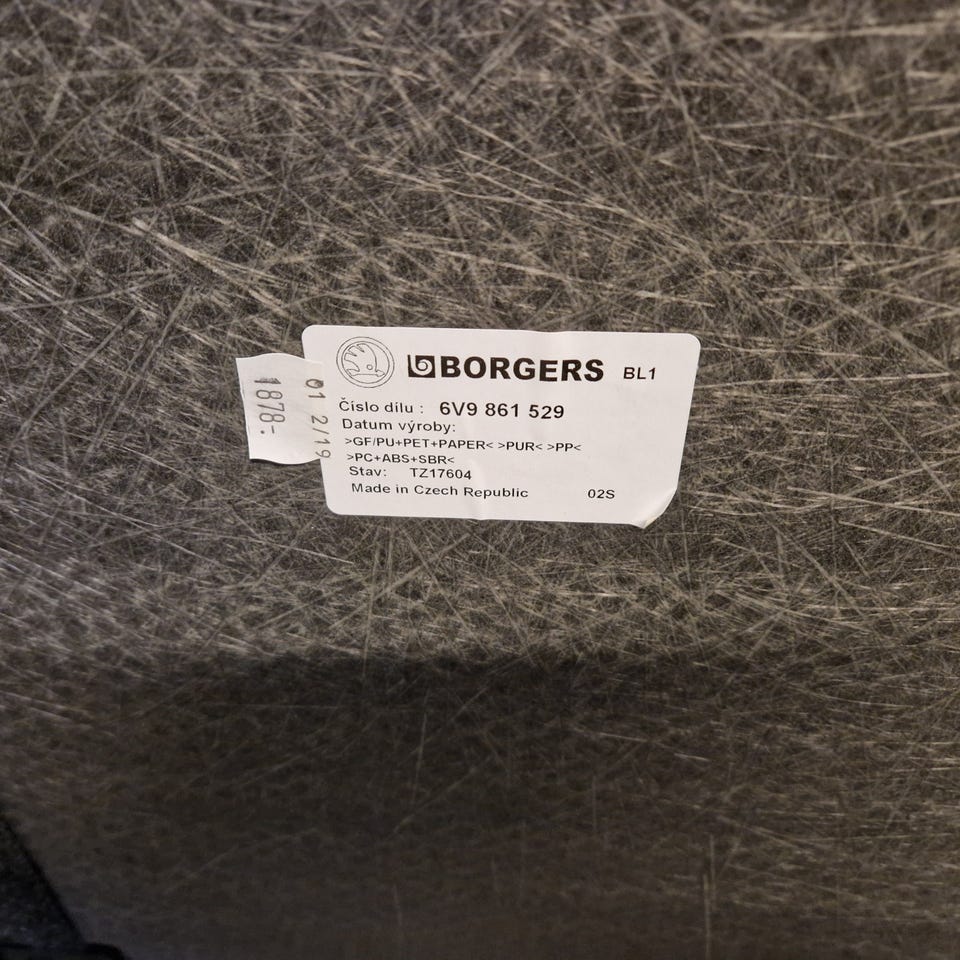 BORGERS BL1
Číslo dílu : 6V9 861 529
Datum výroby:
>GF/PU+PET+PAPER< >PUR< >PP<
>PC+ABS+SBR<
Stav: TZ17604
Made in Czech Republic 02S
01 2/19
1878-.